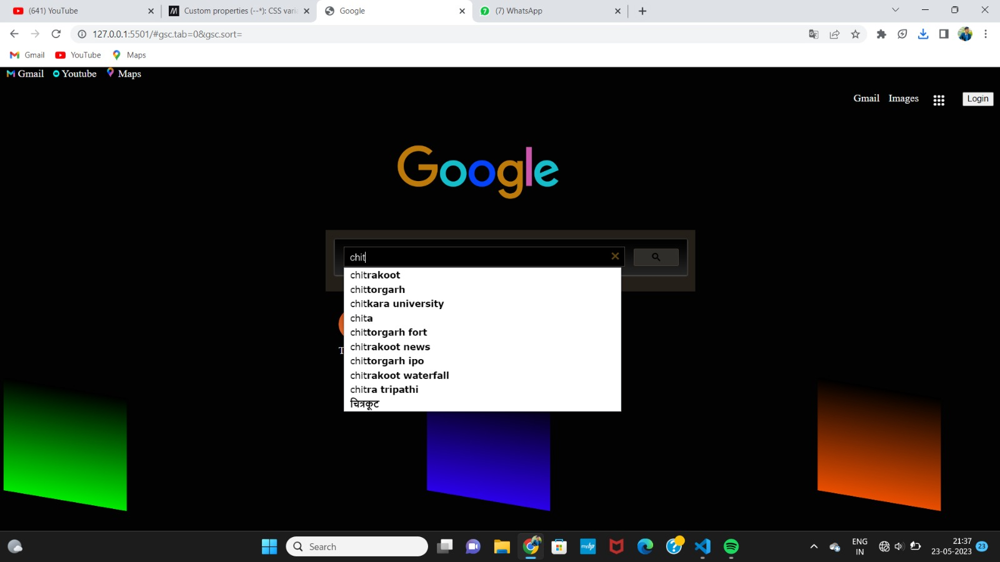 (641) YouTube
Custom properties (--*): CSS vari
Google
(7) WhatsApp
127.0.0.1:5501/#gsc.tab=0&gsc.sort=
Gmail YouTube Maps
Gmail Youtube Maps
Gmail Images Login
Google
chit
chitrakoot
chittorgarh
chitkara university
chita
chittorgarh fort
chitrakoot news
T
chittorgarh ipo
chitrakoot waterfall
chitra tripathi
चित्रकूट
Search
myhp
ENG
IN
21:37
23-05-2023
23